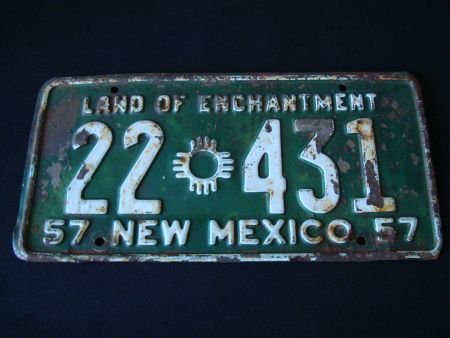 LAND OF ENCHANTMENT
22 431
57 NEW MEXICO 57